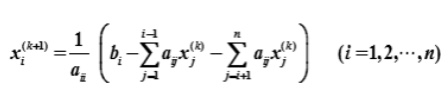 x_i^{(k+1)} = \frac{1}{a_{ii}} \left( b_i - \sum_{j=1}^{i-1} a_{ij} x_j^{(k)} - \sum_{j=i+1}^{n} a_{ij} x_j^{(k)} \right) \quad (i=1,2,\cdots,n)